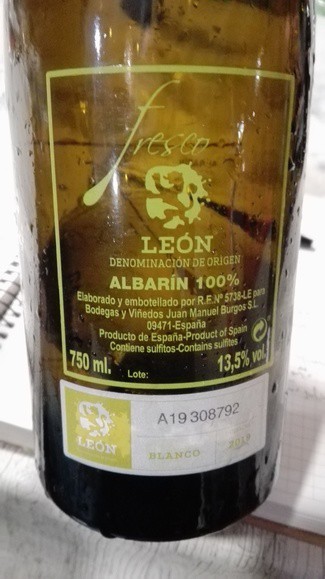 fresco
LEÓN
DENOMINACIÓN DE ORIGEN
ALBARÍN 100%
Elaborado y embotellado por R.E.Nº 5738-LE para
Bodegas y Viñedos Juan Manuel Burgos S.L.
09471-España
Producto de España-Product of Spain
Contiene sulfitos-Contains sulfites
750 ml. Lote: 13,5% vol.
A19 308792
LEÓN
BLANCO